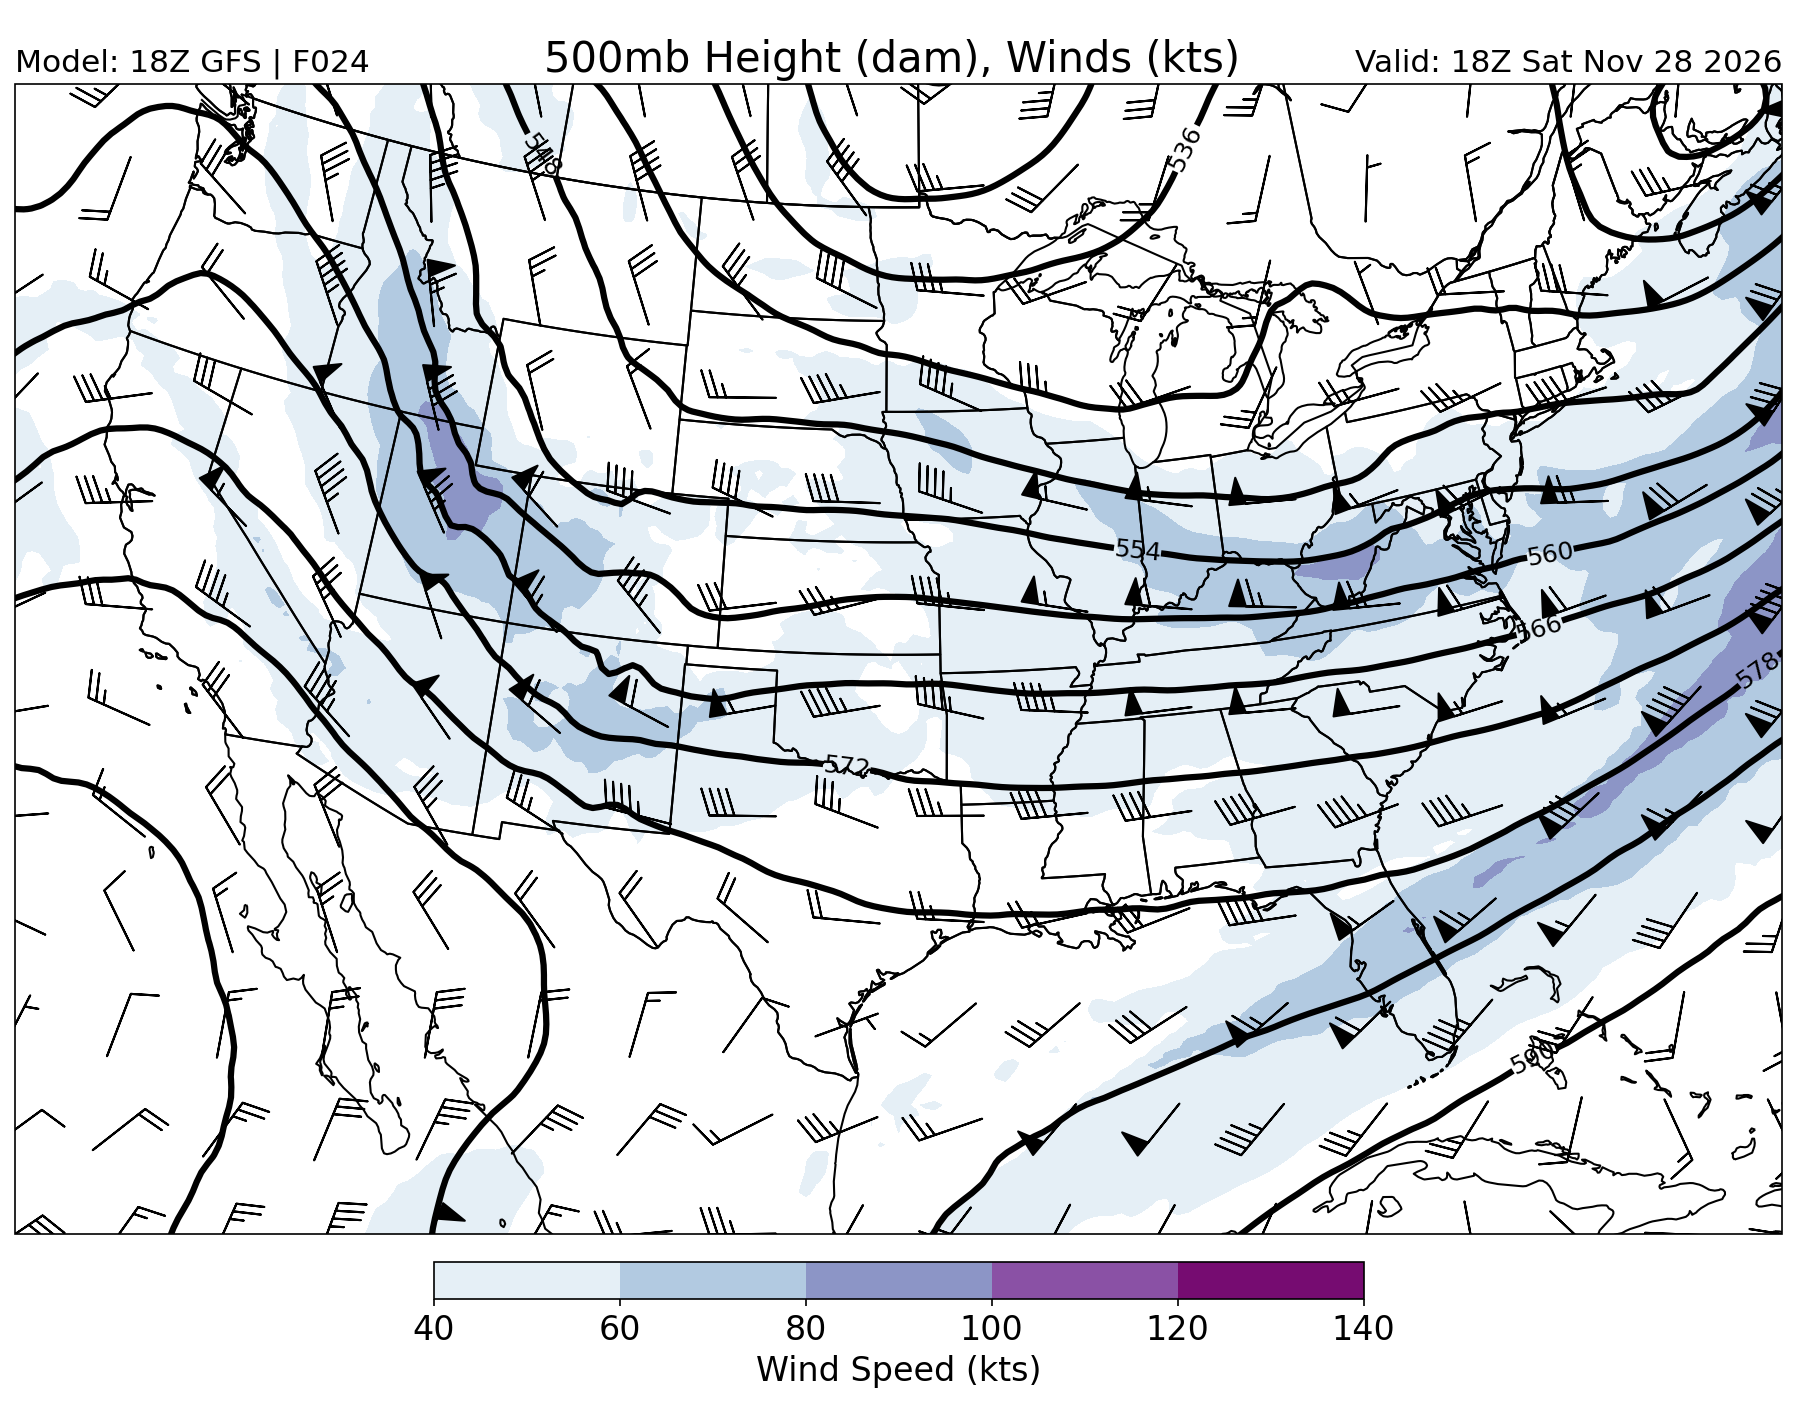 Model: 18Z GFS | F024
500mb Height (dam), Winds (kts)
Valid: 18Z Sat Nov 28 2026
548
536
554
560
566
578
572
590
40 60 80 100 120 140
Wind Speed (kts)